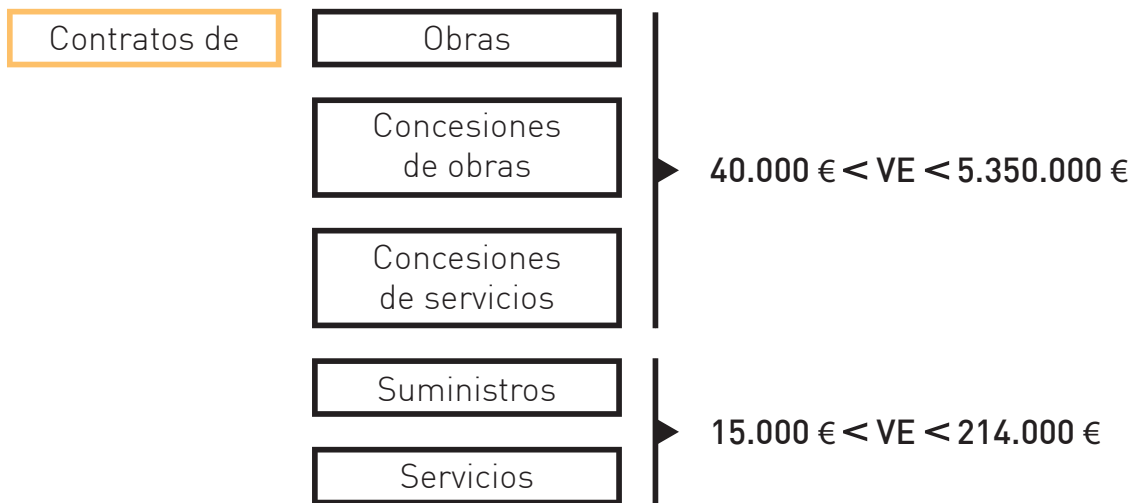 Contratos de
Obras
Concesiones
de obras
40.000 € < VE < 5.350.000 €
Concesiones
de servicios
Suministros
15.000 € < VE < 214.000 €
Servicios